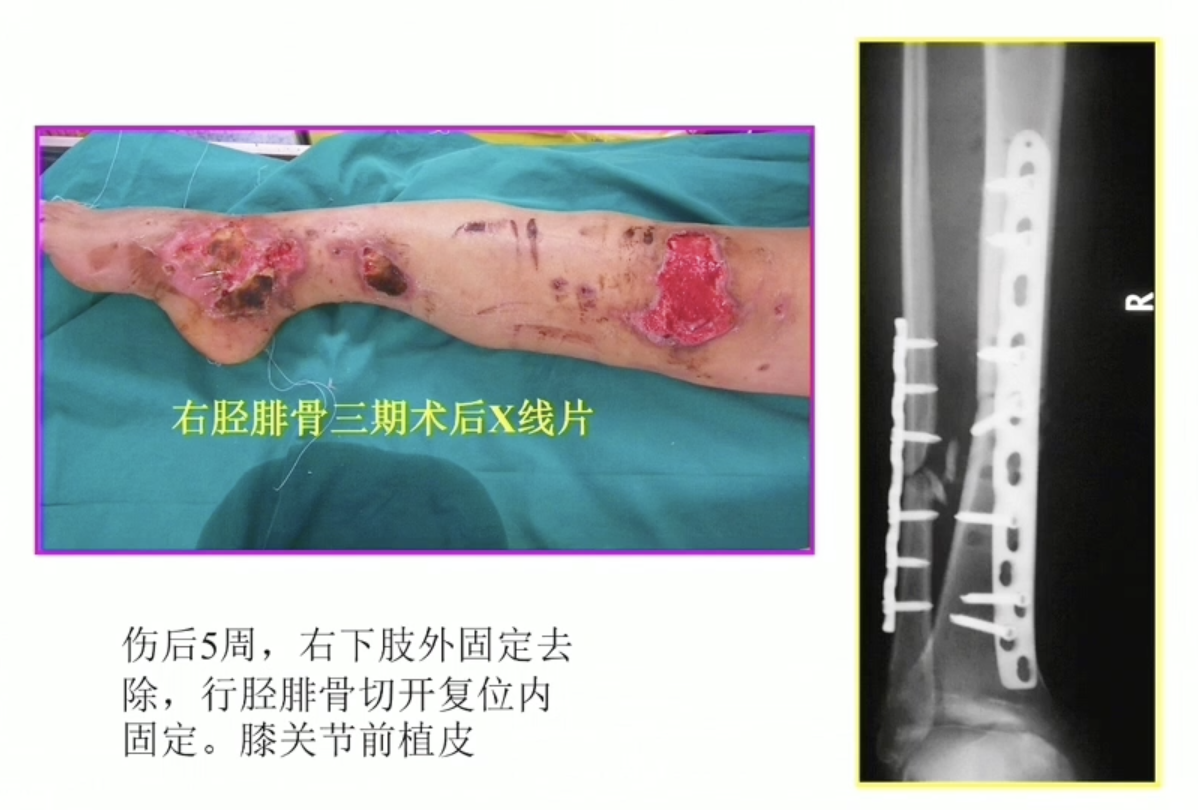 右胫腓骨三期术后X线片
R
伤后5周，右下肢外固定去
除，行胫腓骨切开复位内
固定。膝关节前植皮